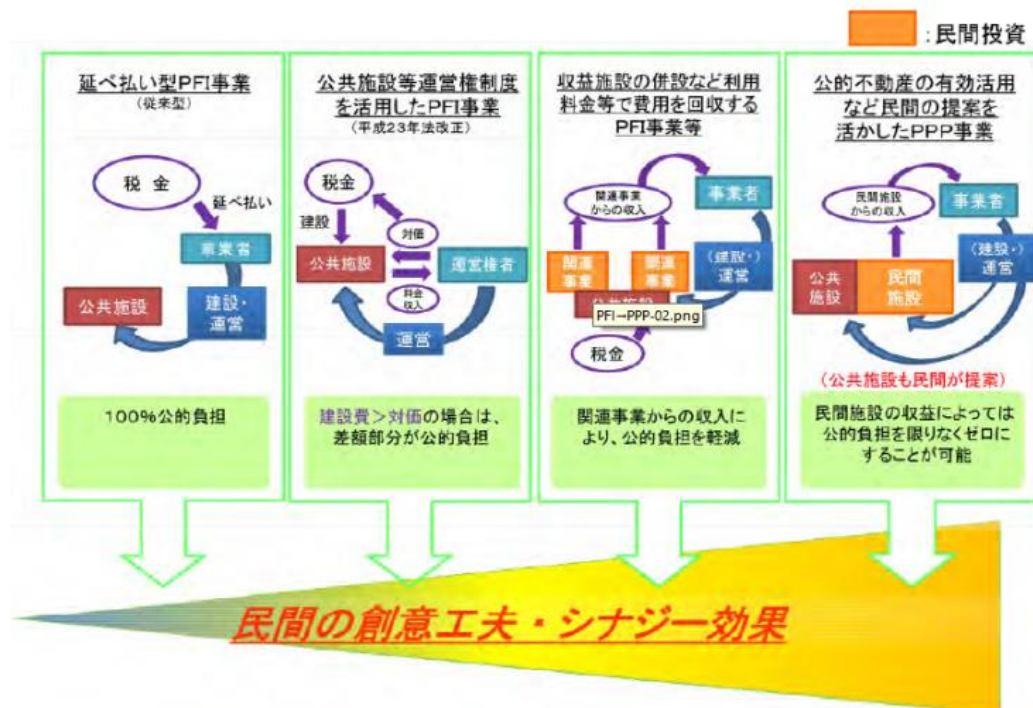 ：民間投資
延べ払い型PFI事業
（従来型）
税 金
延べ払い
事業者
公共施設
建設・
運営
100％公的負担
公共施設等運営権制度
を活用したPFI事業
（平成23年法改正）
税金
建設
対価
公共施設
運営権者
料金
収入
運営
建設費＞対価の場合は、
差額部分が公的負担
収益施設の併設など利用
料金等で費用を回収する
PFI事業等
関連事業
からの収入
事業者
関連
事業
関連
事業
（建設・）
運営
公共施設
PFI→PPP-02.png
税金
関連事業からの収入に
より、公的負担を軽減
公的不動産の有効活用
など民間の提案を
活かしたPPP事業
民間施設
からの収入
事業者
公共
施設
民間
施設
（建設・）
運営
（公共施設も民間が提案）
民間施設の収益によっては
公的負担を限りなくゼロに
することが可能
民間の創意工夫・シナジー効果